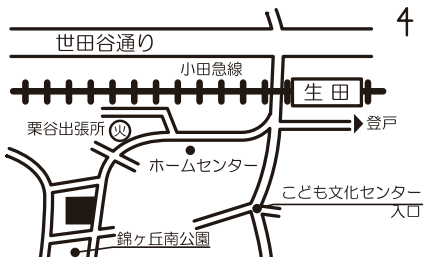 世田谷通り
小田急線
生田
栗谷出張所
火
登戸
ホームセンター
こども文化センター
入口
錦ヶ丘南公園